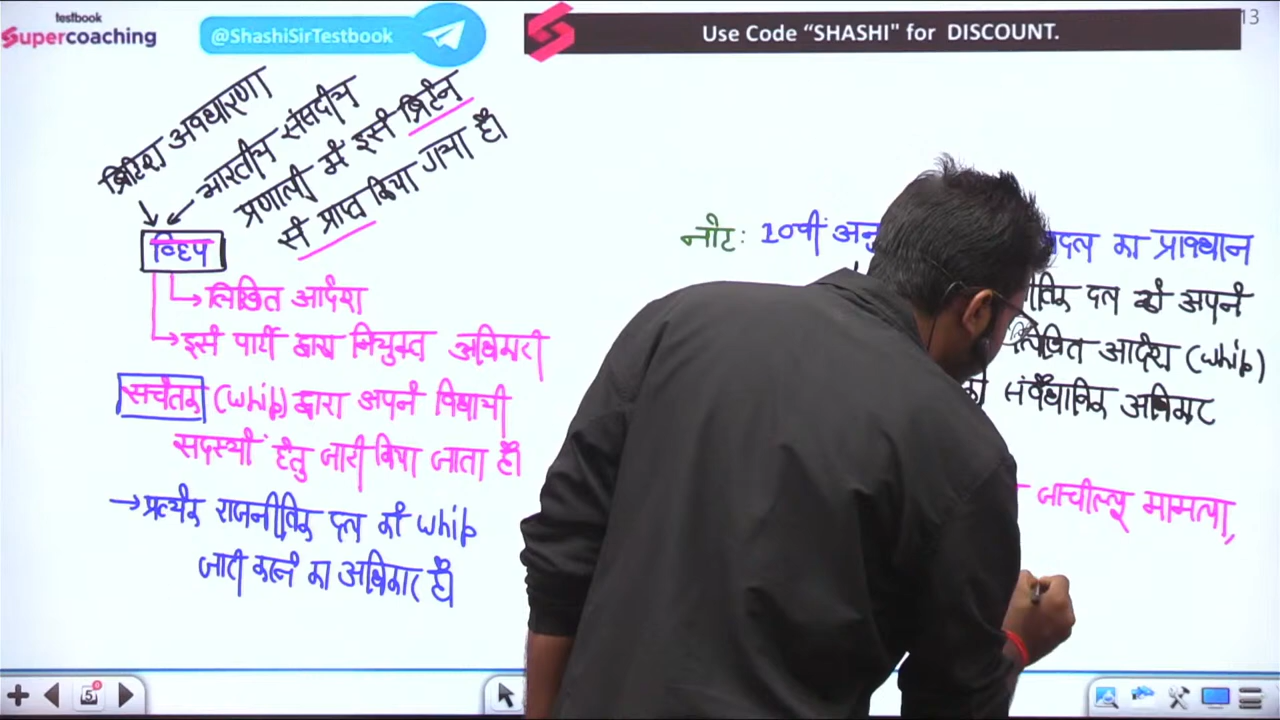 testbook
Supercoaching
@ShashiSirTestbook
Use Code “SHASHI" for DISCOUNT.
13
ब्रिटिश अवधारणा
भारतीय संसदीय
प्रणाली में इसे ब्रिटेन
से प्राप्त किया गया है।
व्हिप
लिखित आदेश
इसे पार्टी द्वारा नियुक्त अधिकारी
सचेतक (whip) द्वारा अपने विधायी
सदस्यों हेतु जारी किया जाता है।
प्रत्येक राजनीतिक दल को whip
जारी करने का अधिकार है।
नोट: 10वीं अनु का प्रावधान
दल को अपने
लिखित आदेश (whip)
संवैधानिक अधिकार
मामला,
5